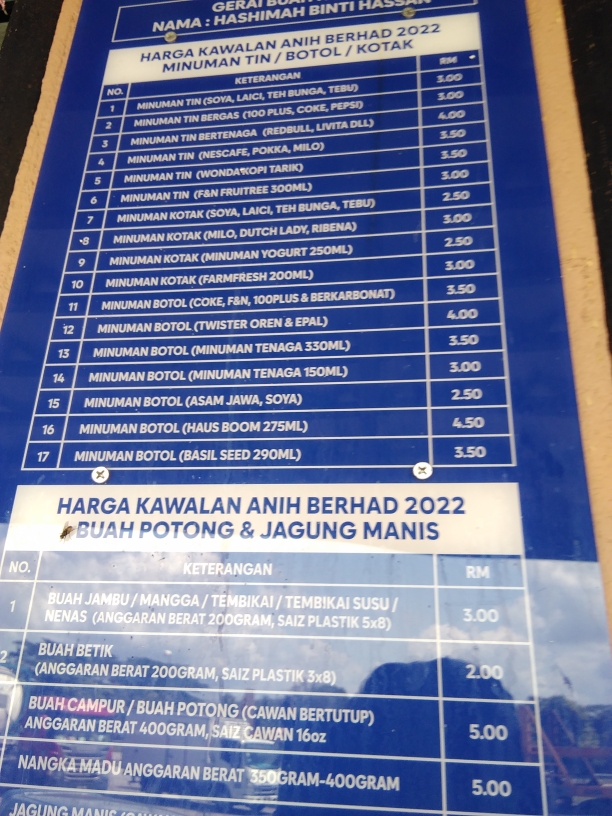 GERAI BUAH
NAMA : HASHIMAH BINTI HASSAN
HARGA KAWALAN ANIH BERHAD 2022
MINUMAN TIN / BOTOL / KOTAK
NO. KETERANGAN RM
1 MINUMAN TIN (SOYA, LAICI, TEH BUNGA, TEBU) 3.00
2 MINUMAN TIN BERGAS (100 PLUS, COKE, PEPSI) 3.00
3 MINUMAN TIN BERTENAGA (REDBULL, LIVITA DLL) 4.00
4 MINUMAN TIN (NESCAFE, POKKA, MILO) 3.50
5 MINUMAN TIN (WONDA KOPI TARIK) 3.50
6 MINUMAN TIN (F&N FRUITREE 300ML) 3.00
7 MINUMAN KOTAK (SOYA, LAICI, TEH BUNGA, TEBU) 2.50
8 MINUMAN KOTAK (MILO, DUTCH LADY, RIBENA) 3.00
9 MINUMAN KOTAK (MINUMAN YOGURT 250ML) 2.50
10 MINUMAN KOTAK (FARMFRESH 200ML) 3.00
11 MINUMAN BOTOL (COKE, F&N, 100PLUS & BERKARBONAT) 3.50
12 MINUMAN BOTOL (TWISTER OREN & EPAL) 4.00
13 MINUMAN BOTOL (MINUMAN TENAGA 330ML) 3.50
14 MINUMAN BOTOL (MINUMAN TENAGA 150ML) 3.00
15 MINUMAN BOTOL (ASAM JAWA, SOYA) 2.50
16 MINUMAN BOTOL (HAUS BOOM 275ML) 4.50
17 MINUMAN BOTOL (BASIL SEED 290ML) 3.50
HARGA KAWALAN ANIH BERHAD 2022
BUAH POTONG & JAGUNG MANIS
NO. KETERANGAN RM
1 BUAH JAMBU / MANGGA / TEMBIKAI / TEMBIKAI SUSU /
NENAS (ANGGARAN BERAT 200GRAM, SAIZ PLASTIK 5x8) 3.00
2 BUAH BETIK
(ANGGARAN BERAT 200GRAM, SAIZ PLASTIK 3x8) 2.00
BUAH CAMPUR / BUAH POTONG (CAWAN BERTUTUP)
ANGGARAN BERAT 400GRAM, SAIZ CAWAN 16oz 5.00
NANGKA MADU ANGGARAN BERAT 350GRAM-400GRAM 5.00
JAGUNG MANIS